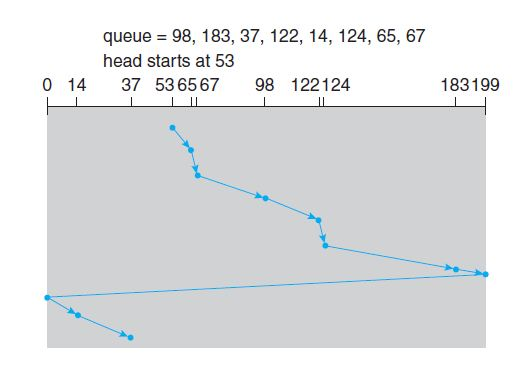 queue = 98, 183, 37, 122, 14, 124, 65, 67
head starts at 53
0 14 37 53 65 67 98 122 124 183 199